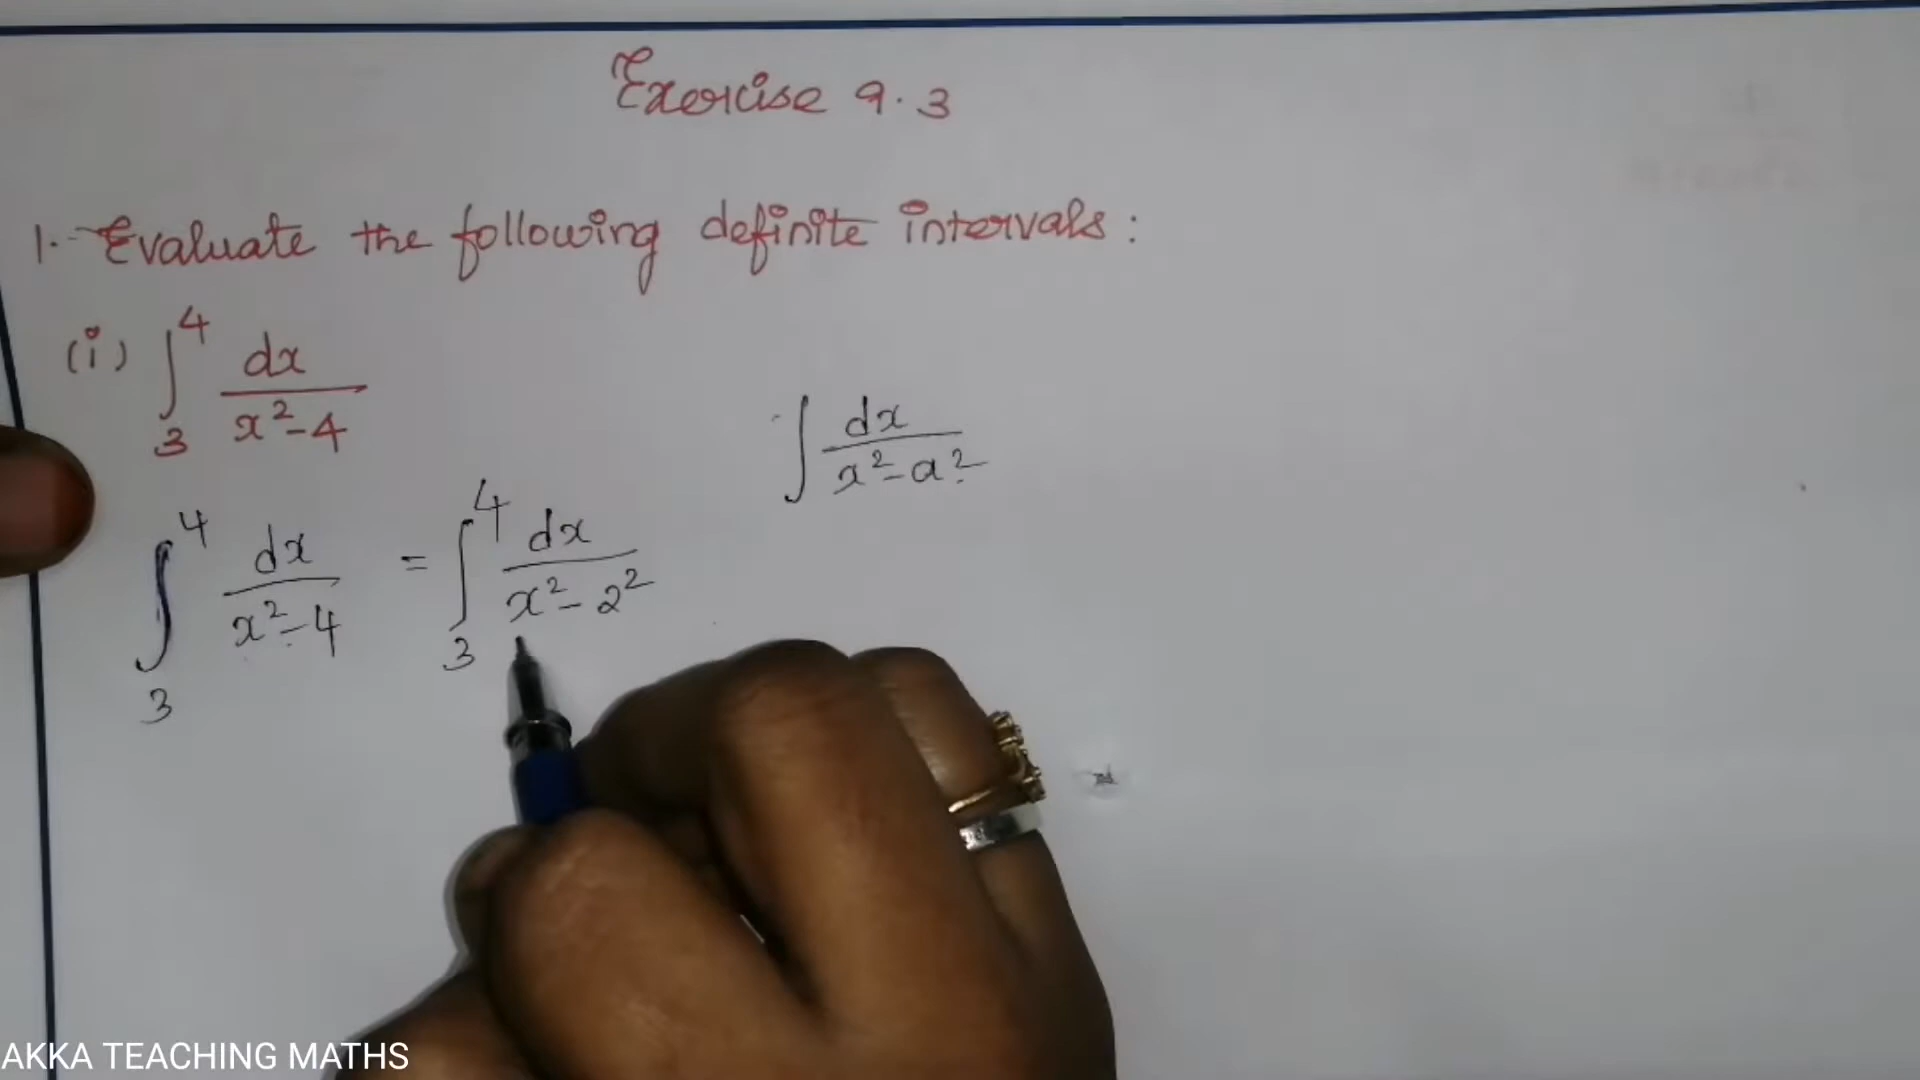 Exercise 9.3
1. Evaluate the following definite intervals:
(i) ∫₃⁴ dx/(x²-4)
∫ dx/(x²-a²)
∫₃⁴ dx/(x²-4) = ∫₃⁴ dx/(x²-2²)
AKKA TEACHING MATHS